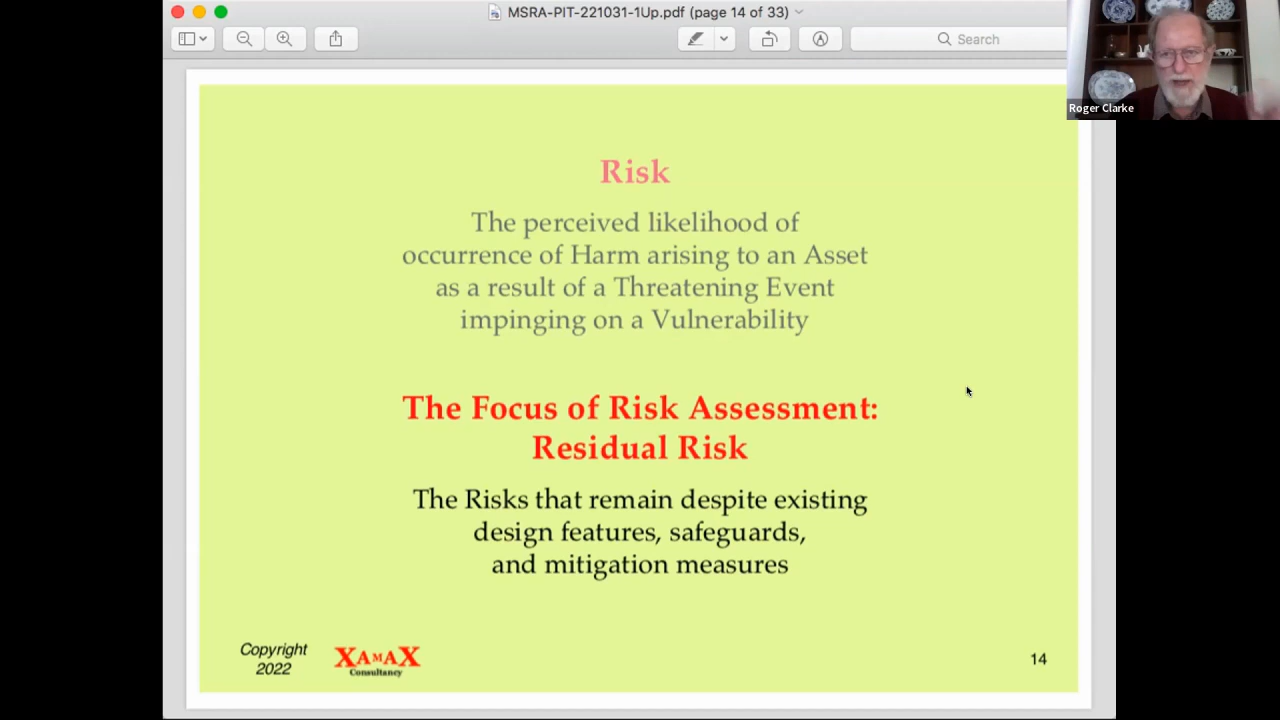 MSRA-PIT-221031-1Up.pdf (page 14 of 33)
Search
Roger Clarke
Risk
The perceived likelihood of
occurrence of Harm arising to an Asset
as a result of a Threatening Event
impinging on a Vulnerability
The Focus of Risk Assessment:
Residual Risk
The Risks that remain despite existing
design features, safeguards,
and mitigation measures
Copyright
2022
XAMAX
Consultancy
14